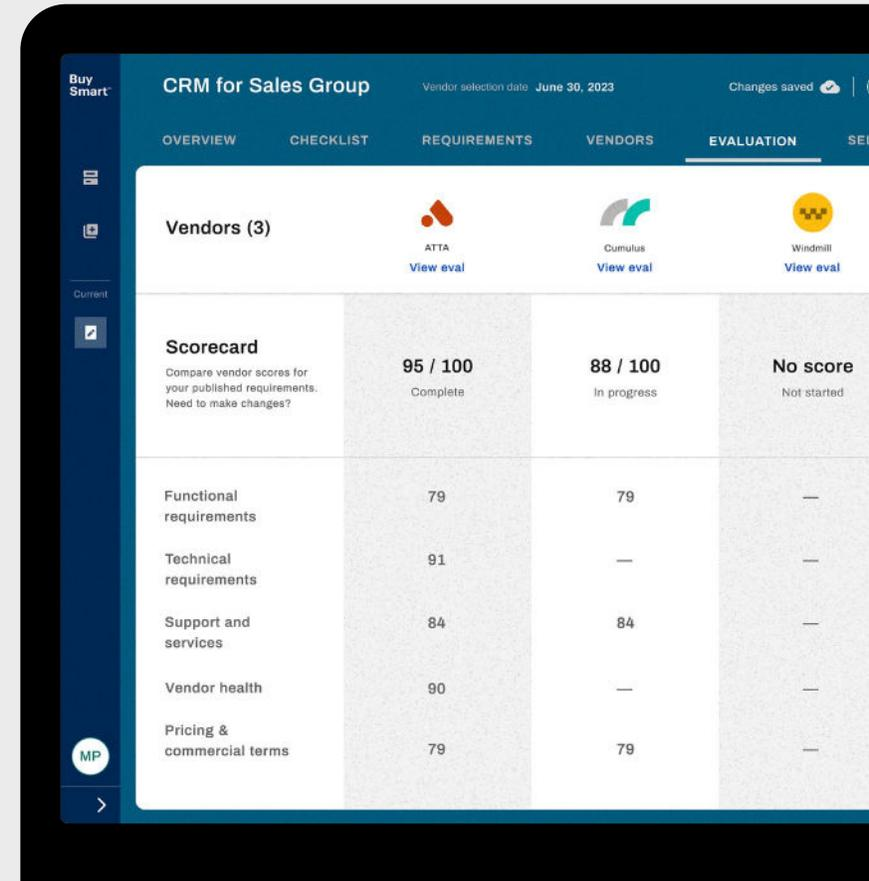 Buy
Smart
CRM for Sales Group
Vendor selection date June 30, 2023
Changes saved
OVERVIEW CHECKLIST REQUIREMENTS VENDORS EVALUATION
Vendors (3)
ATTA
View eval
Cumulus
View eval
Windmill
View eval
Current
Scorecard
Compare vendor scores for
your published requirements.
Need to make changes?
95 / 100
Complete
88 / 100
In progress
No score
Not started
Functional
requirements
79 79 —
Technical
requirements
91 — —
Support and
services
84 84 —
Vendor health
90 — —
Pricing &
commercial terms
79 79 —
MP